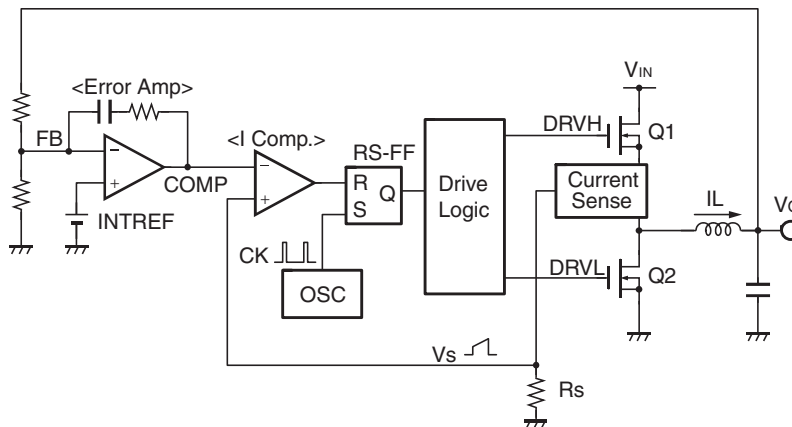 <Error Amp>
VIN
FB
<I Comp.>
DRVH
Q1
RS-FF
COMP
R
S
Q
Drive
Logic
Current
Sense
IL
INTREF
CK
OSC
DRVL
Q2
Vs
Rs